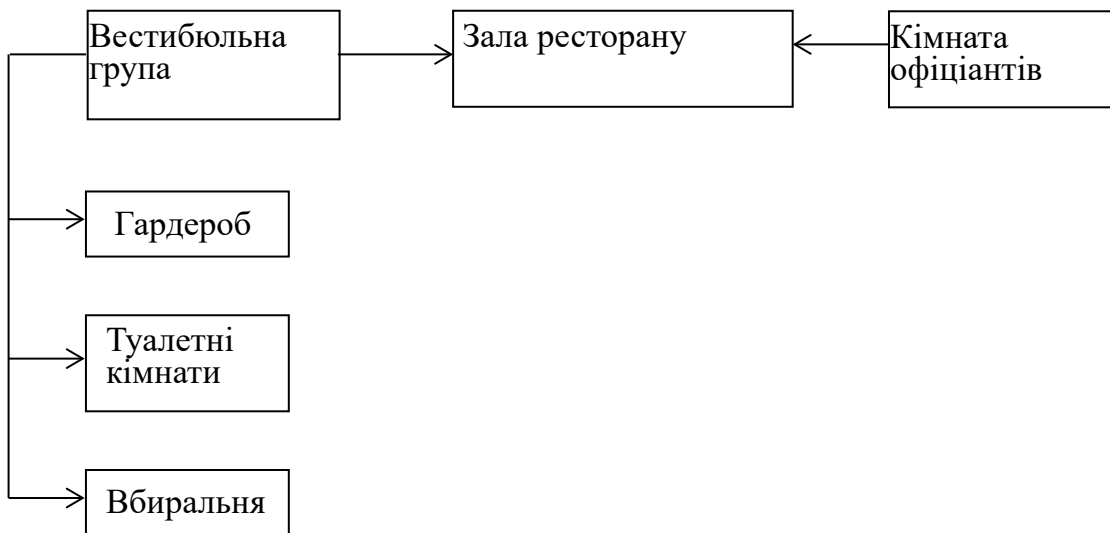 Вестибюльна
група
Зала ресторану
Кімната
офіціантів
Гардероб
Туалетні
кімнати
Вбиральня